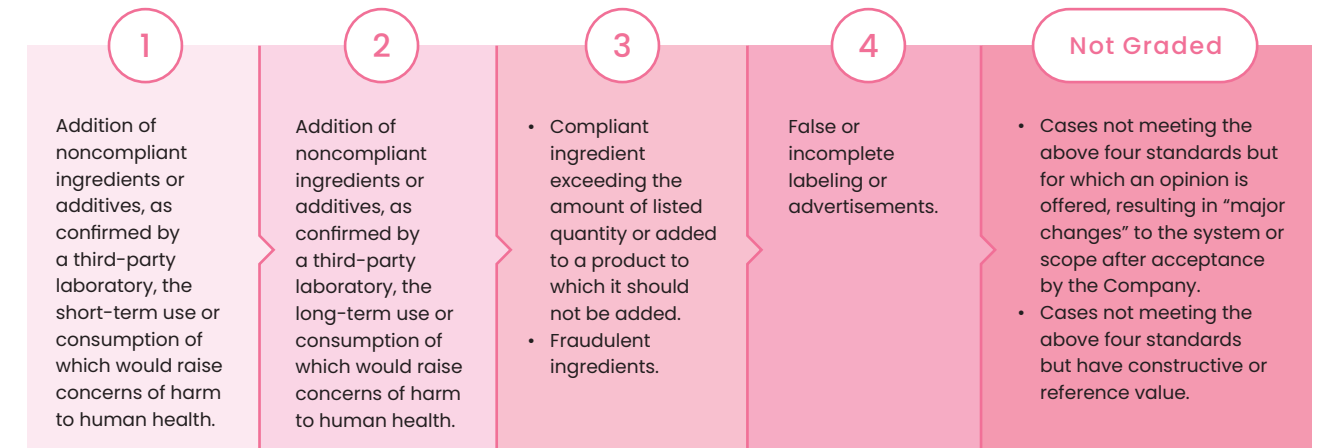 1
Addition of
noncompliant
ingredients or
additives, as
confirmed by
a third-party
laboratory, the
short-term use or
consumption of
which would raise
concerns of harm
to human health.
2
Addition of
noncompliant
ingredients or
additives, as
confirmed by
a third-party
laboratory, the
long-term use or
consumption of
which would raise
concerns of harm
to human health.
3
• Compliant
ingredient
exceeding the
amount of listed
quantity or added
to a product to
which it should
not be added.
• Fraudulent
ingredients.
4
False or
incomplete
labeling or
advertisements.
Not Graded
• Cases not meeting the
above four standards but
for which an opinion is
offered, resulting in “major
changes” to the system or
scope after acceptance
by the Company.
• Cases not meeting the
above four standards
but have constructive or
reference value.